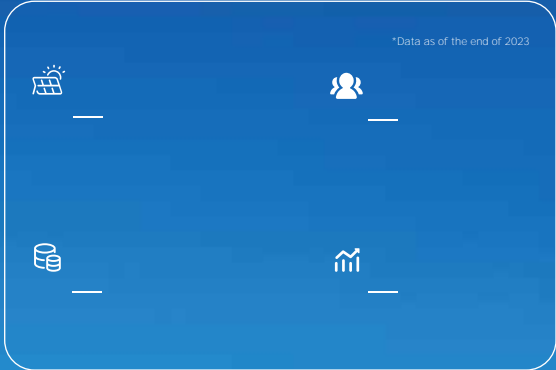 *Data as of the end of 2023